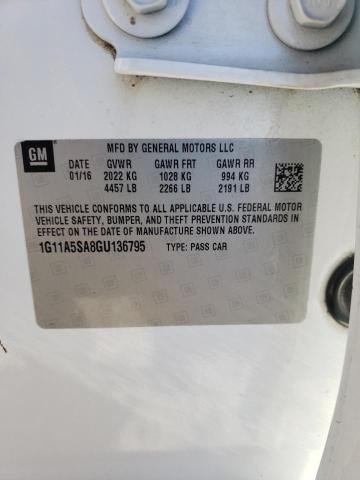 GM
MFD BY GENERAL MOTORS LLC
DATE GVWR GAWR FRT GAWR RR
01/16 2022 KG 1028 KG 994 KG
4457 LB 2266 LB 2191 LB
THIS VEHICLE CONFORMS TO ALL APPLICABLE U.S. FEDERAL MOTOR
VEHICLE SAFETY, BUMPER, AND THEFT PREVENTION STANDARDS IN
EFFECT ON THE DATE OF MANUFACTURE SHOWN ABOVE.
1G11A5SA8GU136795 TYPE: PASS CAR